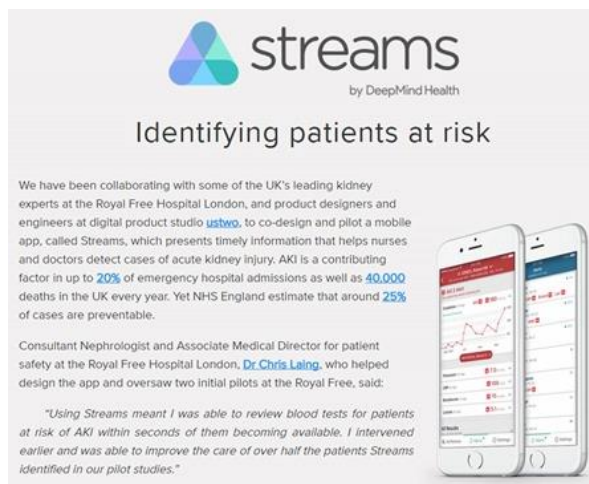 streams
by DeepMind Health
Identifying patients at risk
We have been collaborating with some of the UK's leading kidney
experts at the Royal Free Hospital London, and product designers and
engineers at digital product studio ustwo, to co-design and pilot a mobile
app, called Streams, which presents timely information that helps nurses
and doctors detect cases of acute kidney injury. AKI is a contributing
factor in up to 20% of emergency hospital admissions as well as 40,000
deaths in the UK every year. Yet NHS England estimate that around 25%
of cases are preventable.
Consultant Nephrologist and Associate Medical Director for patient
safety at the Royal Free Hospital London, Dr Chris Laing, who helped
design the app and oversaw two initial pilots at the Royal Free, said:
"Using Streams meant I was able to review blood tests for patients
at risk of AKI within seconds of them becoming available. I intervened
earlier and was able to improve the care of over half the patients Streams
identified in our pilot studies."